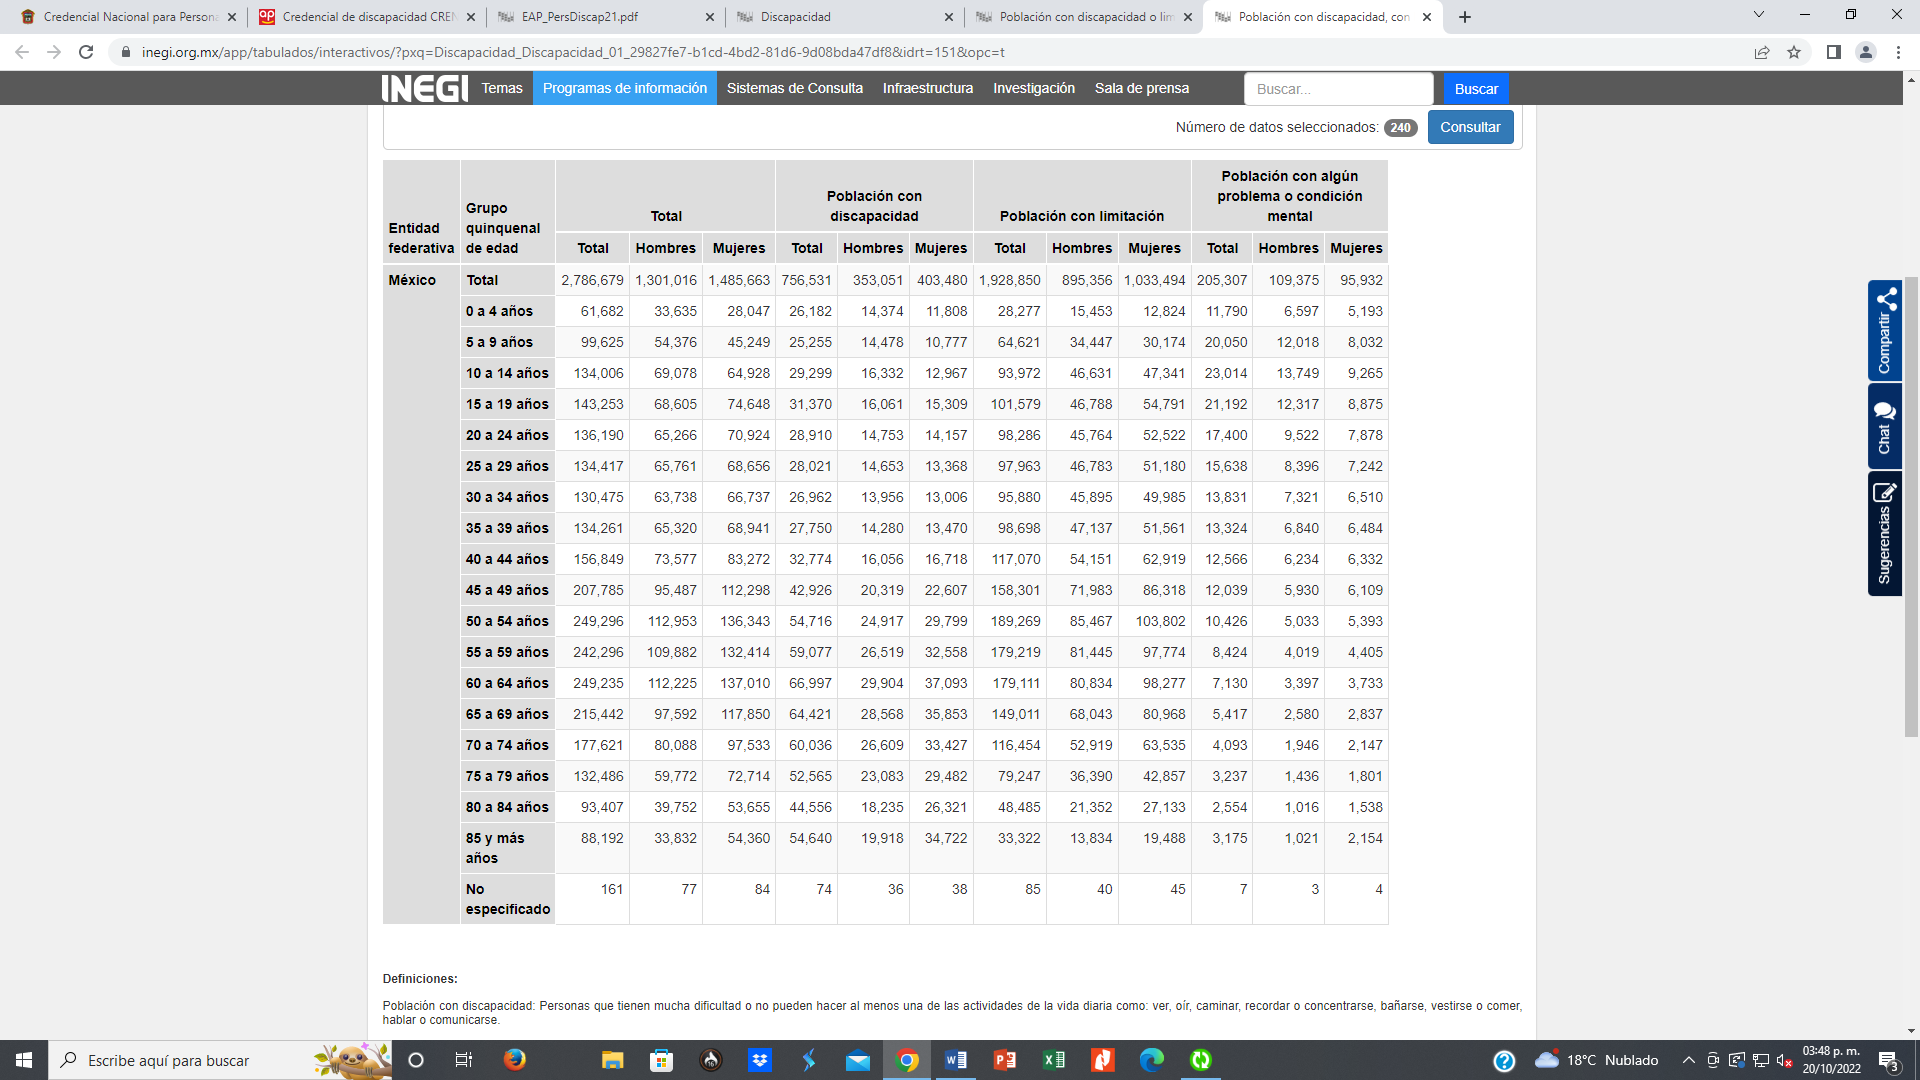 Credencial Nacional para Persona
Credencial de discapacidad CREN
EAP_PersDiscap21.pdf
Discapacidad
Población con discapacidad o lim
Población con discapacidad, con
inegi.org.mx/app/tabulados/interactivos/?pxq=Discapacidad_Discapacidad_01_29827fe7-b1cd-4bd2-81d6-9d08bda47df8&idrt=151&opc=t
INEGI Temas Programas de información Sistemas de Consulta Infraestructura Investigación Sala de prensa Buscar... Buscar
Número de datos seleccionados: 240 Consultar
Entidad federativa Grupo quinquenal de edad Total Población con discapacidad Población con limitación Población con algún problema o condición mental
Total Hombres Mujeres Total Hombres Mujeres Total Hombres Mujeres Total Hombres Mujeres
México Total 2,786,679 1,301,016 1,485,663 756,531 353,051 403,480 1,928,850 895,356 1,033,494 205,307 109,375 95,932
0 a 4 años 61,682 33,635 28,047 26,182 14,374 11,808 28,277 15,453 12,824 11,790 6,597 5,193
5 a 9 años 99,625 54,376 45,249 25,255 14,478 10,777 64,621 34,447 30,174 20,050 12,018 8,032
10 a 14 años 134,006 69,078 64,928 29,299 16,332 12,967 93,972 46,631 47,341 23,014 13,749 9,265
15 a 19 años 143,253 68,605 74,648 31,370 16,061 15,309 101,579 46,788 54,791 21,192 12,317 8,875
20 a 24 años 136,190 65,266 70,924 28,910 14,753 14,157 98,286 45,764 52,522 17,400 9,522 7,878
25 a 29 años 134,417 65,761 68,656 28,021 14,653 13,368 97,963 46,783 51,180 15,638 8,396 7,242
30 a 34 años 130,475 63,738 66,737 26,962 13,956 13,006 95,880 45,895 49,985 13,831 7,321 6,510
35 a 39 años 134,261 65,320 68,941 27,750 14,280 13,470 98,698 47,137 51,561 13,324 6,840 6,484
40 a 44 años 156,849 73,577 83,272 32,774 16,056 16,718 117,070 54,151 62,919 12,566 6,234 6,332
45 a 49 años 207,785 95,487 112,298 42,926 20,319 22,607 158,301 71,983 86,318 12,039 5,930 6,109
50 a 54 años 249,296 112,953 136,343 54,716 24,917 29,799 189,269 85,467 103,802 10,426 5,033 5,393
55 a 59 años 242,296 109,882 132,414 59,077 26,519 32,558 179,219 81,445 97,774 8,424 4,019 4,405
60 a 64 años 249,235 112,225 137,010 66,997 29,904 37,093 179,111 80,834 98,277 7,130 3,397 3,733
65 a 69 años 215,442 97,592 117,850 64,421 28,568 35,853 149,011 68,043 80,968 5,417 2,580 2,837
70 a 74 años 177,621 80,088 97,533 60,036 26,609 33,427 116,454 52,919 63,535 4,093 1,946 2,147
75 a 79 años 132,486 59,772 72,714 52,565 23,083 29,482 79,247 36,390 42,857 3,237 1,436 1,801
80 a 84 años 93,407 39,752 53,655 44,556 18,235 26,321 48,485 21,352 27,133 2,554 1,016 1,538
85 y más años 88,192 33,832 54,360 54,640 19,918 34,722 33,322 13,834 19,488 3,175 1,021 2,154
No especificado 161 77 84 74 36 38 85 40 45 7 3 4
Compartir
Chat
Sugerencias
Definiciones:
Población con discapacidad: Personas que tienen mucha dificultad o no pueden hacer al menos una de las actividades de la vida diaria como: ver, oír, caminar, recordar o concentrarse, bañarse, vestirse o comer,
hablar o comunicarse.
Escribe aquí para buscar
18°C Nublado
03:48 p. m.
20/10/2022
3